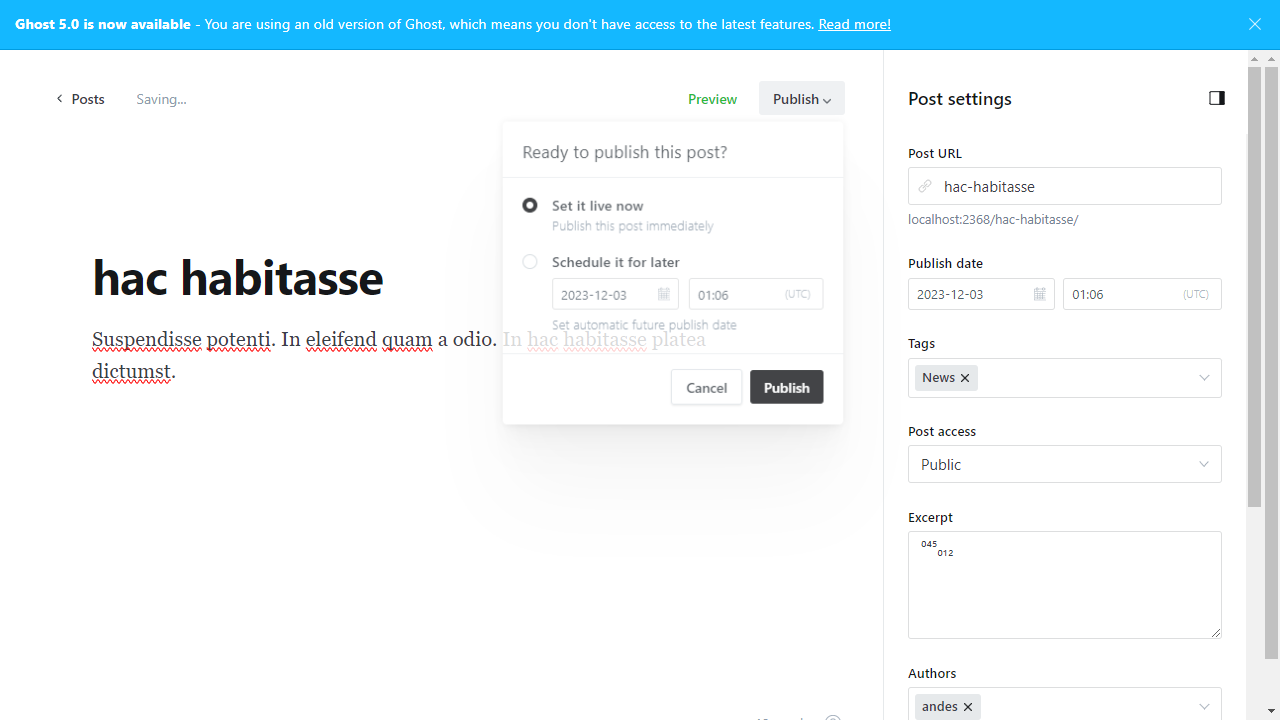 Ghost 5.0 is now available - You are using an old version of Ghost, which means you don't have access to the latest features. Read more!
Posts
Saving...
Preview
Publish
Ready to publish this post?
Set it live now
Publish this post immediately
Schedule it for later
2023-12-03
01:06
(UTC)
Set automatic future publish date
Cancel
Publish
hac habitasse
Suspendisse potenti. In eleifend quam a odio. In hac habitasse platea
dictumst.
Post settings
Post URL
hac-habitasse
localhost:2368/hac-habitasse/
Publish date
2023-12-03
01:06
(UTC)
Tags
News
Post access
Public
Excerpt
⁰⁴⁵₀₁₂
Authors
andes